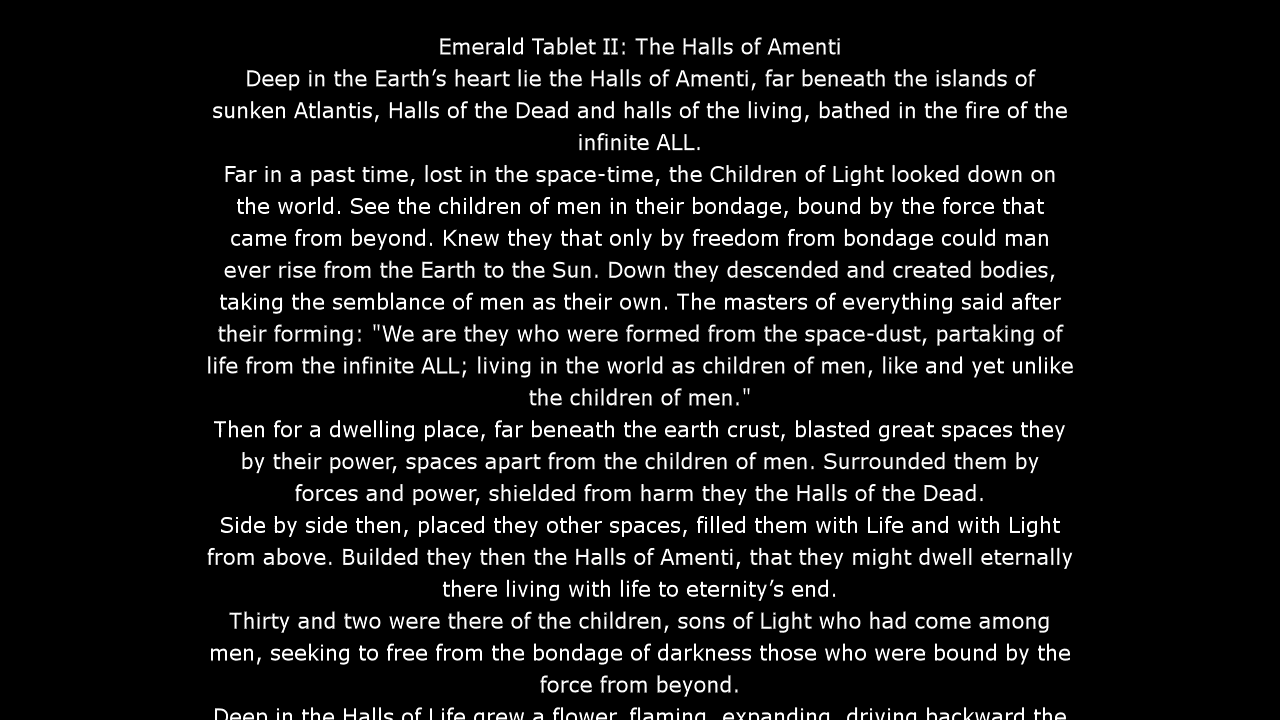 Emerald Tablet II: The Halls of Amenti
Deep in the Earth’s heart lie the Halls of Amenti, far beneath the islands of
sunken Atlantis, Halls of the Dead and halls of the living, bathed in the fire of the
infinite ALL.
Far in a past time, lost in the space-time, the Children of Light looked down on
the world. See the children of men in their bondage, bound by the force that
came from beyond. Knew they that only by freedom from bondage could man
ever rise from the Earth to the Sun. Down they descended and created bodies,
taking the semblance of men as their own. The masters of everything said after
their forming: "We are they who were formed from the space-dust, partaking of
life from the infinite ALL; living in the world as children of men, like and yet unlike
the children of men."
Then for a dwelling place, far beneath the earth crust, blasted great spaces they
by their power, spaces apart from the children of men. Surrounded them by
forces and power, shielded from harm they the Halls of the Dead.
Side by side then, placed they other spaces, filled them with Life and with Light
from above. Builded they then the Halls of Amenti, that they might dwell eternally
there living with life to eternity’s end.
Thirty and two were there of the children, sons of Light who had come among
men, seeking to free from the bondage of darkness those who were bound by the
force from beyond.
Deep in the Halls of Life grew a flower, flaming, expanding, driving backward the